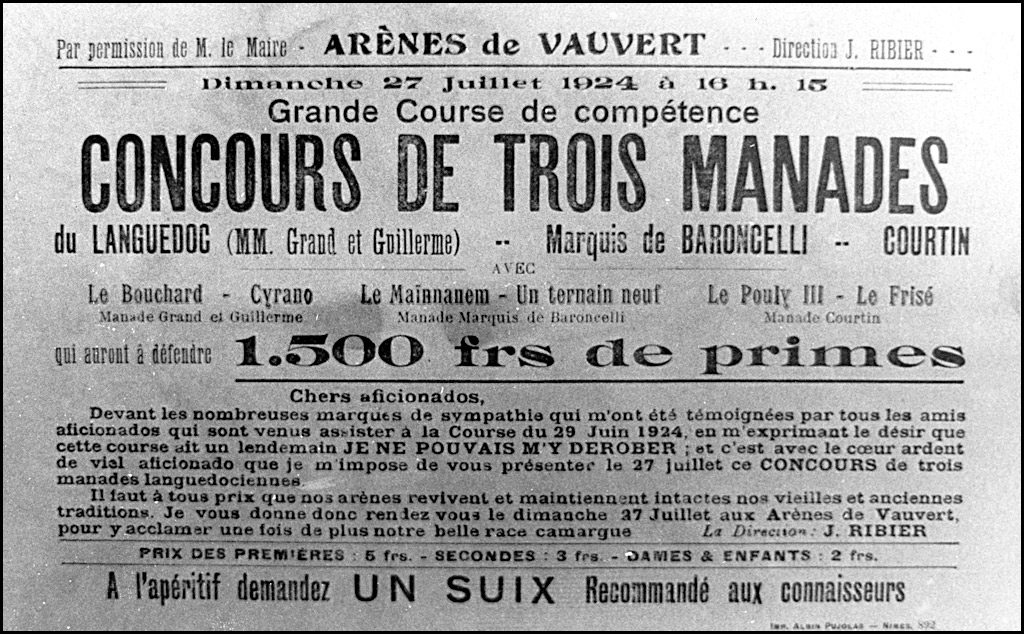 Par permission de M. le Maire - ARÈNES de VAUVERT - - - Direction J. RIBIER - - -
Dimanche 27 Juillet 1924 à 16 h. 15
Grande Course de compétence
CONCOURS DE TROIS MANADES
du LANGUEDOC (MM. Grand et Guillerme) -- Marquis de BARONCELLI -- COURTIN
AVEC
Le Bouchard - Cyrano Le Maïnnanem - Un ternain neuf Le Pouly III - Le Frisé
Manade Grand et Guillerme Manade Marquis de Baroncelli Manade Courtin
qui auront à défendre 1.500 frs de primes
Chers aficionados,
Devant les nombreuses marques de sympathie qui m'ont été témoignées par tous les amis
aficionados qui sont venus assister à la Course du 29 Juin 1924, en m'exprimant le désir que
cette course ait un lendemain JE NE POUVAIS M'Y DEROBER ; et c'est avec le cœur ardent
de vial aficionado que je m'impose de vous présenter le 27 juillet ce CONCOURS de trois
manades languedociennes.
Il faut à tous prix que nos arènes revivent et maintiennent intactes nos vieilles et anciennes
traditions. Je vous donne donc rendez vous le dimanche 27 Juillet aux Arènes de Vauvert,
pour y acclamer une fois de plus notre belle race camargue La Direction : J. RIBIER
PRIX DES PREMIÈRES : 5 frs. - SECONDES : 3 frs. - DAMES & ENFANTS : 2 frs.
A l'apéritif demandez UN SUIX Recommandé aux connaisseurs
IMP. ALBIN PUJOLAS — NIMES. 892